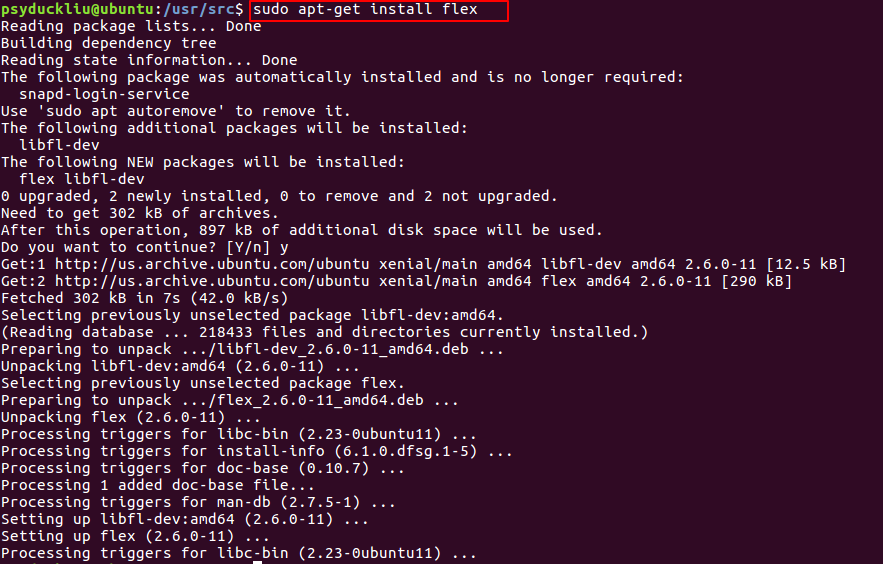 psyduckliu@ubuntu:/usr/src$ sudo apt-get install flex
Reading package lists... Done
Building dependency tree
Reading state information... Done
The following package was automatically installed and is no longer required:
  snapd-login-service
Use 'sudo apt autoremove' to remove it.
The following additional packages will be installed:
  libfl-dev
The following NEW packages will be installed:
  flex libfl-dev
0 upgraded, 2 newly installed, 0 to remove and 2 not upgraded.
Need to get 302 kB of archives.
After this operation, 897 kB of additional disk space will be used.
Do you want to continue? [Y/n] y
Get:1 http://us.archive.ubuntu.com/ubuntu xenial/main amd64 libfl-dev amd64 2.6.0-11 [12.5 kB]
Get:2 http://us.archive.ubuntu.com/ubuntu xenial/main amd64 flex amd64 2.6.0-11 [290 kB]
Fetched 302 kB in 7s (42.0 kB/s)
Selecting previously unselected package libfl-dev:amd64.
(Reading database ... 218433 files and directories currently installed.)
Preparing to unpack .../libfl-dev_2.6.0-11_amd64.deb ...
Unpacking libfl-dev:amd64 (2.6.0-11) ...
Selecting previously unselected package flex.
Preparing to unpack .../flex_2.6.0-11_amd64.deb ...
Unpacking flex (2.6.0-11) ...
Processing triggers for libc-bin (2.23-0ubuntu11) ...
Processing triggers for install-info (6.1.0.dfsg.1-5) ...
Processing triggers for doc-base (0.10.7) ...
Processing 1 added doc-base file...
Processing triggers for man-db (2.7.5-1) ...
Setting up libfl-dev:amd64 (2.6.0-11) ...
Setting up flex (2.6.0-11) ...
Processing triggers for libc-bin (2.23-0ubuntu11) ...